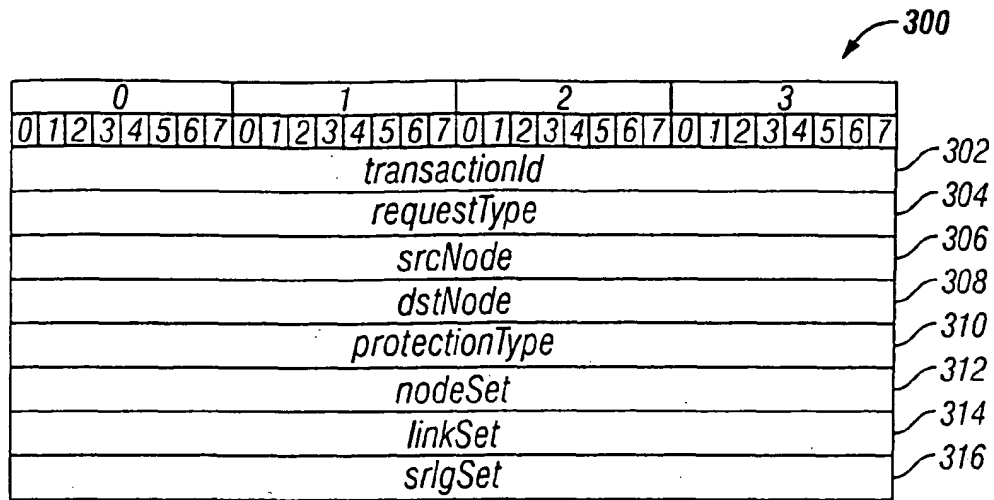 300
0 1 2 3
0 1 2 3 4 5 6 7 0 1 2 3 4 5 6 7 0 1 2 3 4 5 6 7 0 1 2 3 4 5 6 7
transactionId 302
requestType 304
srcNode 306
dstNode 308
protectionType 310
nodeSet 312
linkSet 314
srlgSet 316